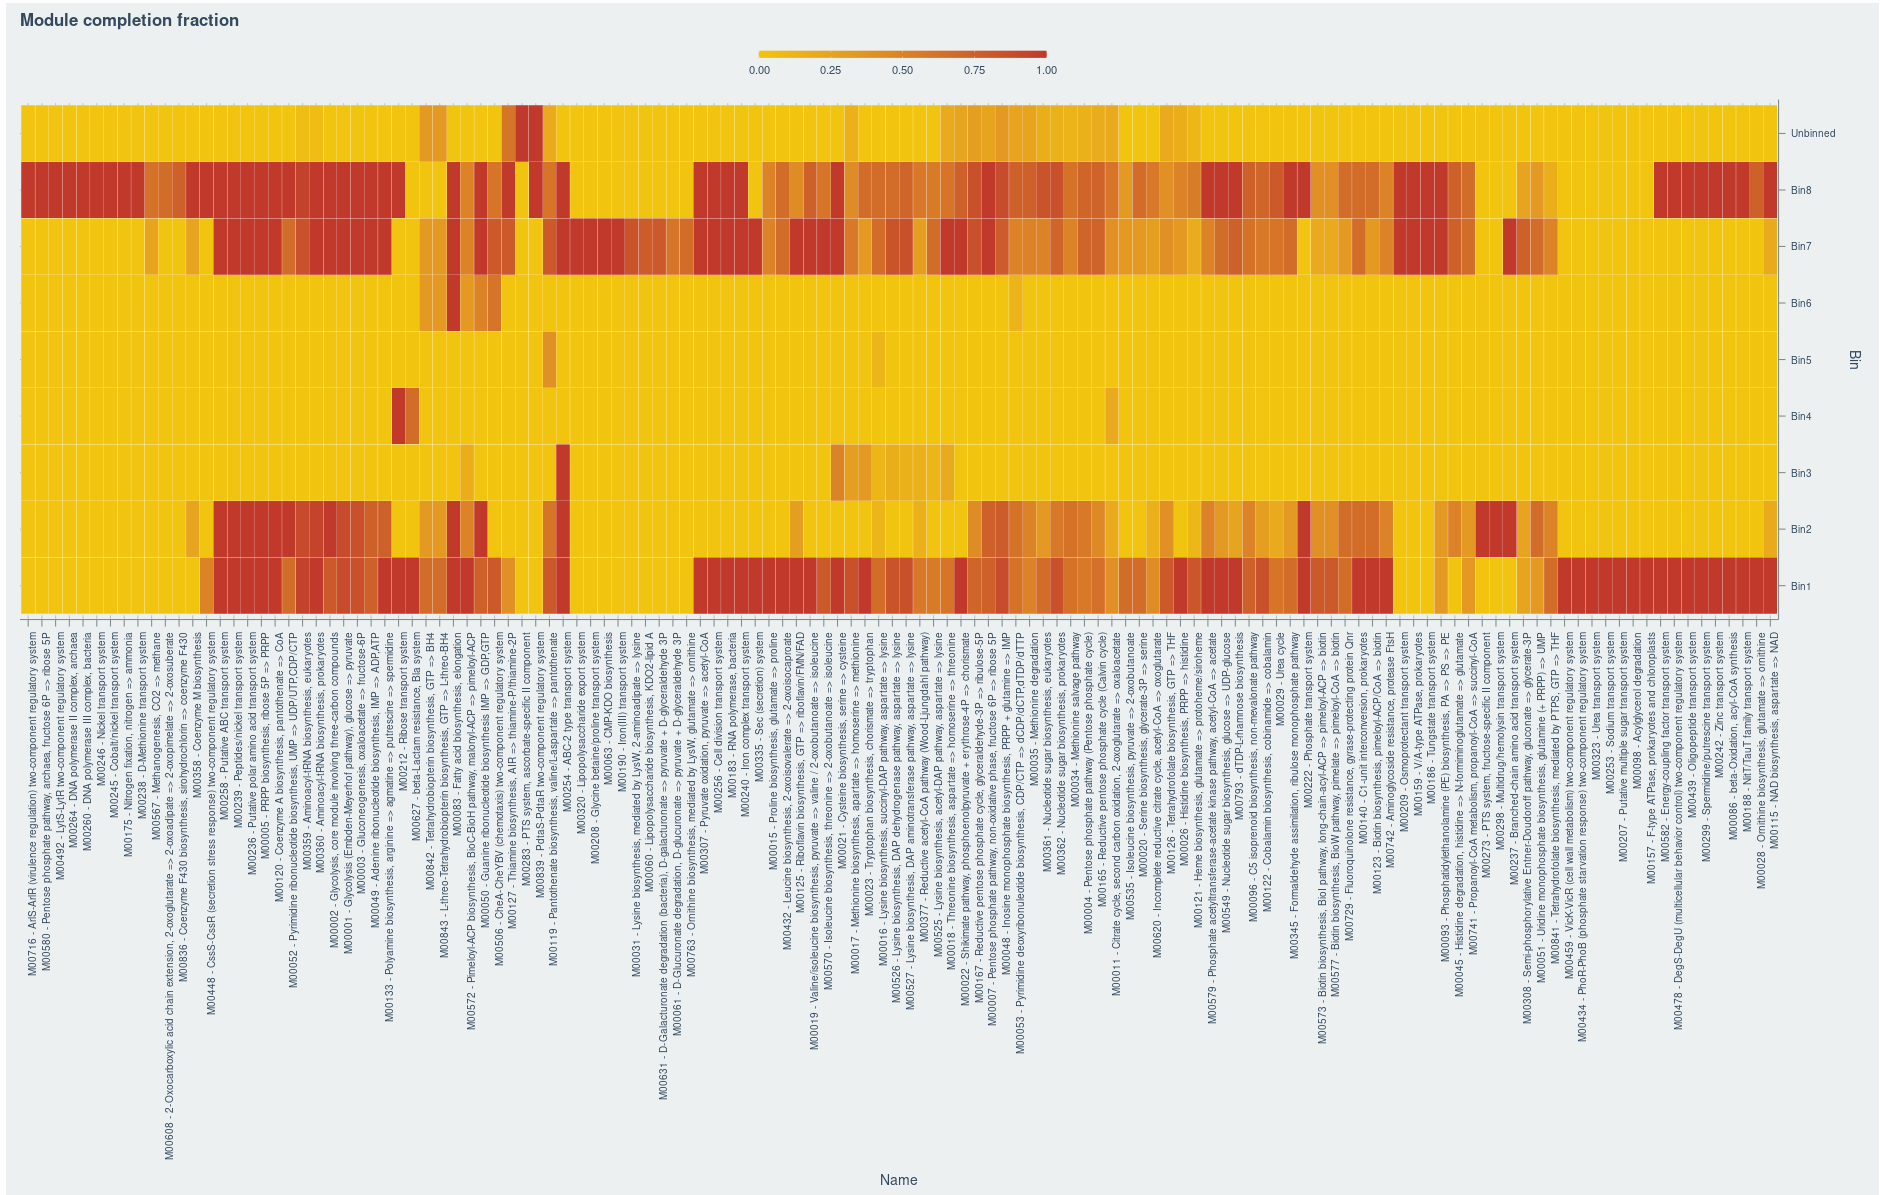 Module completion fraction
0.00
0.25
0.50
0.75
1.00
Unbinned
Bin8
Bin7
Bin6
Bin5
Bin4
Bin3
Bin2
Bin1
Bin
M00716 - ArlS-ArlR (virulence regulation) two-component regulatory system
M00580 - Pentose phosphate pathway, archaea, fructose 6P => ribose 5P
M00492 - LytS-LytR two-component regulatory system
M00264 - DNA polymerase II complex, archaea
M00260 - DNA polymerase III complex, bacteria
M00246 - Nickel transport system
M00245 - Cobalt/nickel transport system
M00175 - Nitrogen fixation, nitrogen => ammonia
M00238 - D-Methionine transport system
M00567 - Methanogenesis, CO2 => methane
M00608 - 2-Oxocarboxylic acid chain extension, 2-oxoglutarate => 2-oxoadipate => 2-oxopimelate => 2-oxosuberate
M00836 - Coenzyme F430 biosynthesis, sirohydrochlorin => coenzyme F430
M00358 - Coenzyme M biosynthesis
M00448 - CssS-CssR (secretion stress response) two-component regulatory system
M00258 - Putative ABC transport system
M00239 - Peptides/nickel transport system
M00236 - Putative polar amino acid transport system
M00005 - PRPP biosynthesis, ribose 5P => PRPP
M00120 - Coenzyme A biosynthesis, pantothenate => CoA
M00052 - Pyrimidine ribonucleotide biosynthesis, UMP => UDP/UTP,CDP/CTP
M00359 - Aminoacyl-tRNA biosynthesis, eukaryotes
M00360 - Aminoacyl-tRNA biosynthesis, prokaryotes
M00002 - Glycolysis, core module involving three-carbon compounds
M00001 - Glycolysis (Embden-Meyerhof pathway), glucose => pyruvate
M00003 - Gluconeogenesis, oxaloacetate => fructose-6P
M00049 - Adenine ribonucleotide biosynthesis, IMP => ADP,ATP
M00133 - Polyamine biosynthesis, arginine => agmatine => putrescine => spermidine
M00212 - Ribose transport system
M00627 - beta-Lactam resistance, Bla system
M00842 - Tetrahydrobiopterin biosynthesis, GTP => BH4
M00843 - L-threo-Tetrahydrobiopterin biosynthesis, GTP => L-threo-BH4
M00083 - Fatty acid biosynthesis, elongation
M00572 - Pimeloyl-ACP biosynthesis, BioC-BioH pathway, malonyl-ACP => pimeloyl-ACP
M00050 - Guanine ribonucleotide biosynthesis IMP => GDP,GTP
M00506 - CheA-CheYBV (chemotaxis) two-component regulatory system
M00127 - Thiamine biosynthesis, AIR => thiamine-P/thiamine-2P
M00283 - PTS system, ascorbate-specific II component
M00839 - PdtaS-PdtaR two-component regulatory system
M00119 - Pantothenate biosynthesis, valine/L-aspartate => pantothenate
M00254 - ABC-2 type transport system
M00320 - Lipopolysaccharide export system
M00208 - Glycine betaine/proline transport system
M00063 - CMP-KDO biosynthesis
M00190 - Iron(III) transport system
M00031 - Lysine biosynthesis, mediated by LysW, 2-aminoadipate => lysine
M00060 - Lipopolysaccharide biosynthesis, KDO2-lipid A
M00631 - D-Galacturonate degradation (bacteria), D-galacturonate => pyruvate + D-glyceraldehyde 3P
M00061 - D-Glucuronate degradation, D-glucuronate => pyruvate + D-glyceraldehyde 3P
M00763 - Ornithine biosynthesis, mediated by LysW, glutamate => ornithine
M00307 - Pyruvate oxidation, pyruvate => acetyl-CoA
M00256 - Cell division transport system
M00183 - RNA polymerase, bacteria
M00240 - Iron complex transport system
M00335 - Sec (secretion) system
M00015 - Proline biosynthesis, glutamate => proline
M00432 - Leucine biosynthesis, 2-oxoisovalerate => 2-oxoisocaproate
M00125 - Riboflavin biosynthesis, GTP => riboflavin/FMN/FAD
M00019 - Valine/isoleucine biosynthesis, pyruvate => valine / 2-oxobutanoate => isoleucine
M00570 - Isoleucine biosynthesis, threonine => 2-oxobutanoate => isoleucine
M00021 - Cysteine biosynthesis, serine => cysteine
M00017 - Methionine biosynthesis, apartate => homoserine => methionine
M00023 - Tryptophan biosynthesis, chorismate => tryptophan
M00016 - Lysine biosynthesis, succinyl-DAP pathway, aspartate => lysine
M00526 - Lysine biosynthesis, DAP dehydrogenase pathway, aspartate => lysine
M00527 - Lysine biosynthesis, DAP aminotransferase pathway, aspartate => lysine
M00377 - Reductive acetyl-CoA pathway (Wood-Ljungdahl pathway)
M00525 - Lysine biosynthesis, acetyl-DAP pathway, aspartate => lysine
M00018 - Threonine biosynthesis, aspartate => homoserine => threonine
M00022 - Shikimate pathway, phosphoenolpyruvate + erythrose-4P => chorismate
M00167 - Reductive pentose phosphate cycle, glyceraldehyde-3P => ribulose-5P
M00007 - Pentose phosphate pathway, non-oxidative phase, fructose 6P => ribose 5P
M00048 - Inosine monophosphate biosynthesis, PRPP + glutamine => IMP
M00053 - Pyrimidine deoxyribonuleotide biosynthesis, CDP/CTP => dCDP/dCTP,dTDP/dTTP
M00035 - Methionine degradation
M00361 - Nucleotide sugar biosynthesis, eukaryotes
M00362 - Nucleotide sugar biosynthesis, prokaryotes
M00034 - Methionine salvage pathway
M00004 - Pentose phosphate pathway (Pentose phosphate cycle)
M00165 - Reductive pentose phosphate cycle (Calvin cycle)
M00011 - Citrate cycle, second carbon oxidation, 2-oxoglutarate => oxaloacetate
M00535 - Isoleucine biosynthesis, pyruvate => 2-oxobutanoate
M00020 - Serine biosynthesis, glycerate-3P => serine
M00620 - Incomplete reductive citrate cycle, acetyl-CoA => oxoglutarate
M00126 - Tetrahydrofolate biosynthesis, GTP => THF
M00026 - Histidine biosynthesis, PRPP => histidine
M00121 - Heme biosynthesis, glutamate => protoheme/siroheme
M00579 - Phosphate acetyltransferase-acetate kinase pathway, acetyl-CoA => acetate
M00549 - Nucleotide sugar biosynthesis, glucose => UDP-glucose
M00793 - dTDP-L-rhamnose biosynthesis
M00096 - C5 isoprenoid biosynthesis, non-mevalonate pathway
M00122 - Cobalamin biosynthesis, cobinamide => cobalamin
M00029 - Urea cycle
M00345 - Formaldehyde assimilation, ribulose monophosphate pathway
M00222 - Phosphate transport system
M00573 - Biotin biosynthesis, BioI pathway, long-chain-acyl-ACP => pimeloyl-ACP => biotin
M00577 - Biotin biosynthesis, BioW pathway, pimelate => pimeloyl-CoA => biotin
M00729 - Fluoroquinolone resistance, gyrase-protecting protein Qnr
M00140 - C1-unit interconversion, prokaryotes
M00123 - Biotin biosynthesis, pimeloyl-ACP/CoA => biotin
M00742 - Aminoglycoside resistance, protease FtsH
M00209 - Osmoprotectant transport system
M00159 - V/A-type ATPase, prokaryotes
M00186 - Tungstate transport system
M00093 - Phosphatidylethanolamine (PE) biosynthesis, PA => PS => PE
M00045 - Histidine degradation, histidine => N-formiminoglutamate => glutamate
M00741 - Propanoyl-CoA metabolism, propanoyl-CoA => succinyl-CoA
M00273 - PTS system, fructose-specific II component
M00298 - Multidrug/hemolysin transport system
M00237 - Branched-chain amino acid transport system
M00308 - Semi-phosphorylative Entner-Doudoroff pathway, gluconate => glycerate-3P
M00051 - Uridine monophosphate biosynthesis, glutamine (+ PRPP) => UMP
M00841 - Tetrahydrofolate biosynthesis, mediated by PTPS, GTP => THF
M00459 - VicK-VicR (cell wall metabolism) two-component regulatory system
M00434 - PhoR-PhoB (phosphate starvation response) two-component regulatory system
M00323 - Urea transport system
M00253 - Sodium transport system
M00207 - Putative multiple sugar transport system
M00098 - Acylglycerol degradation
M00157 - F-type ATPase, prokaryotes and chloroplasts
M00582 - Energy-coupling factor transport system
M00478 - DegS-DegU (multicellular behavior control) two-component regulatory system
M00439 - Oligopeptide transport system
M00299 - Spermidine/putrescine transport system
M00242 - Zinc transport system
M00086 - beta-Oxidation, acyl-CoA synthesis
M00188 - NitT/TauT family transport system
M00028 - Ornithine biosynthesis, glutamate => ornithine
M00115 - NAD biosynthesis, aspartate => NAD
Name